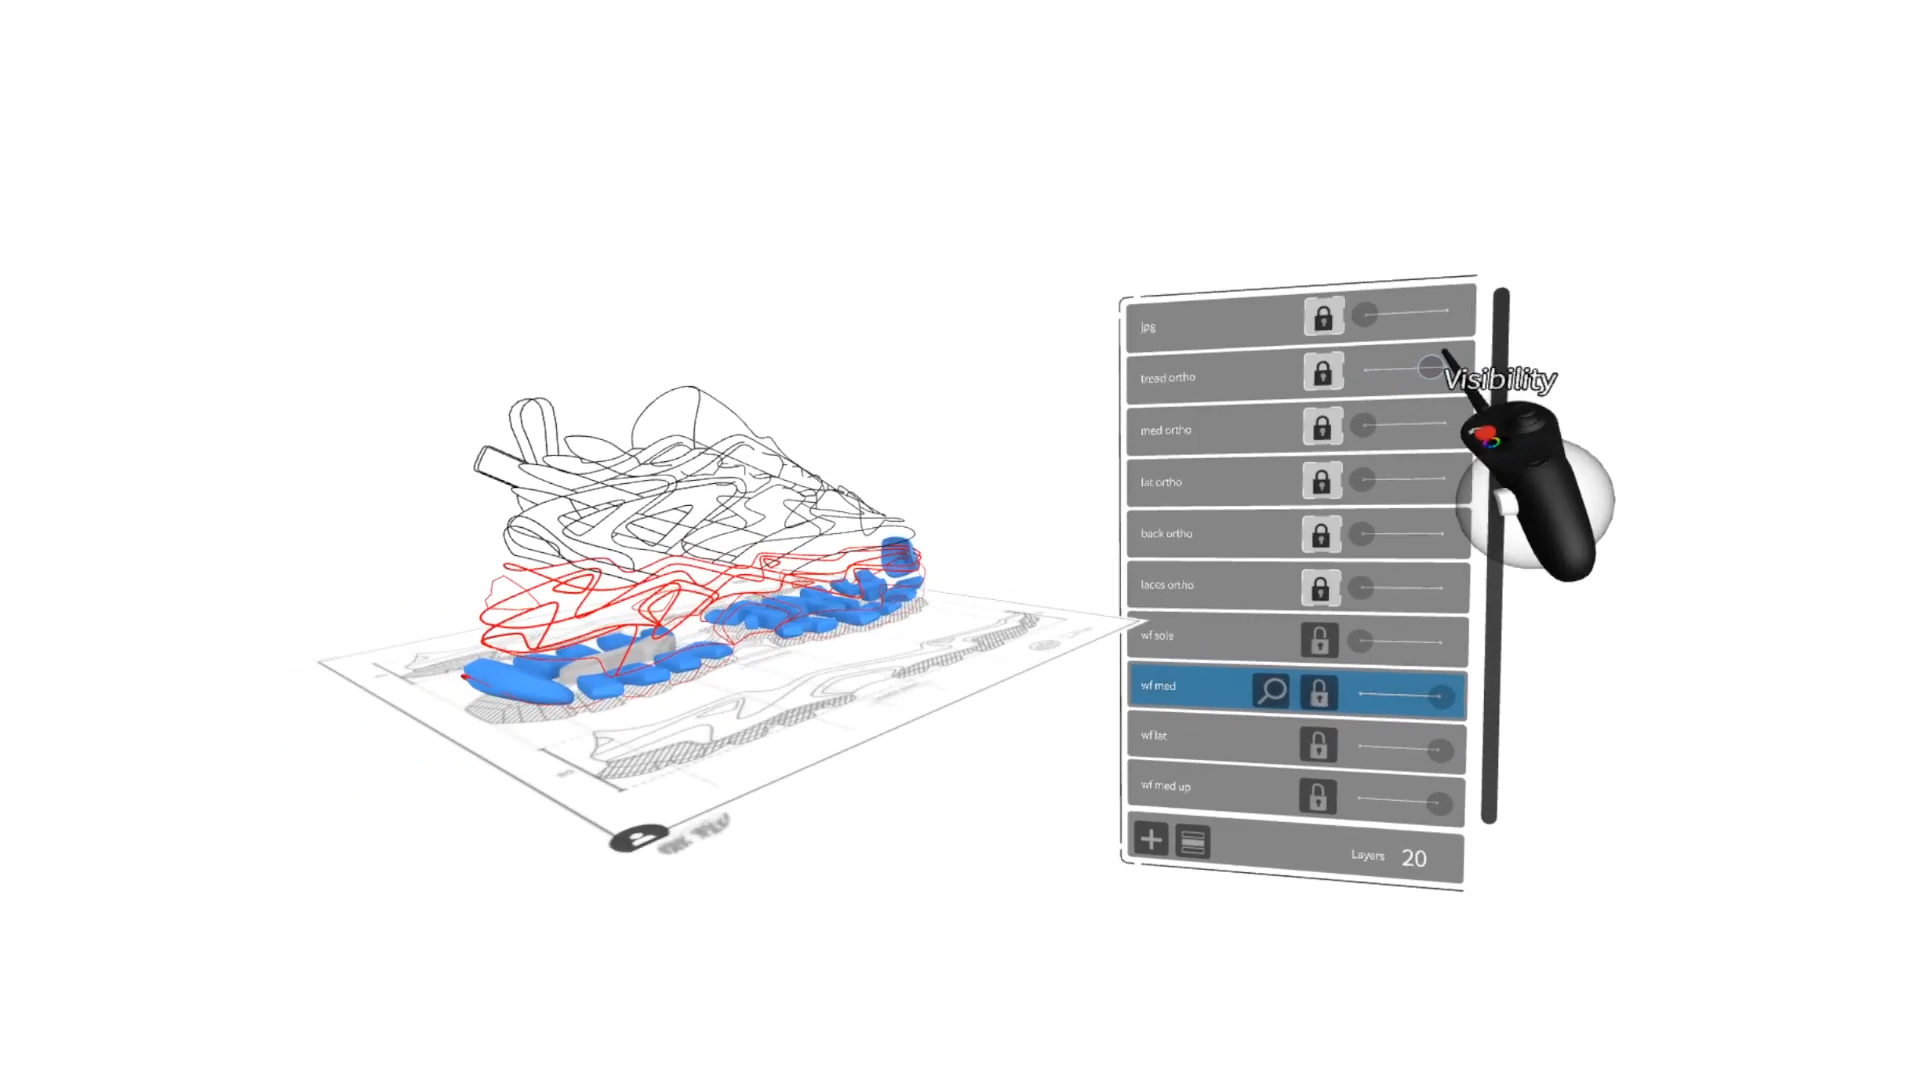 jpg
tread ortho
Visibility
med ortho
lat ortho
back ortho
laces ortho
wf sole
wf med
wf lat
wf med up
Layers 20